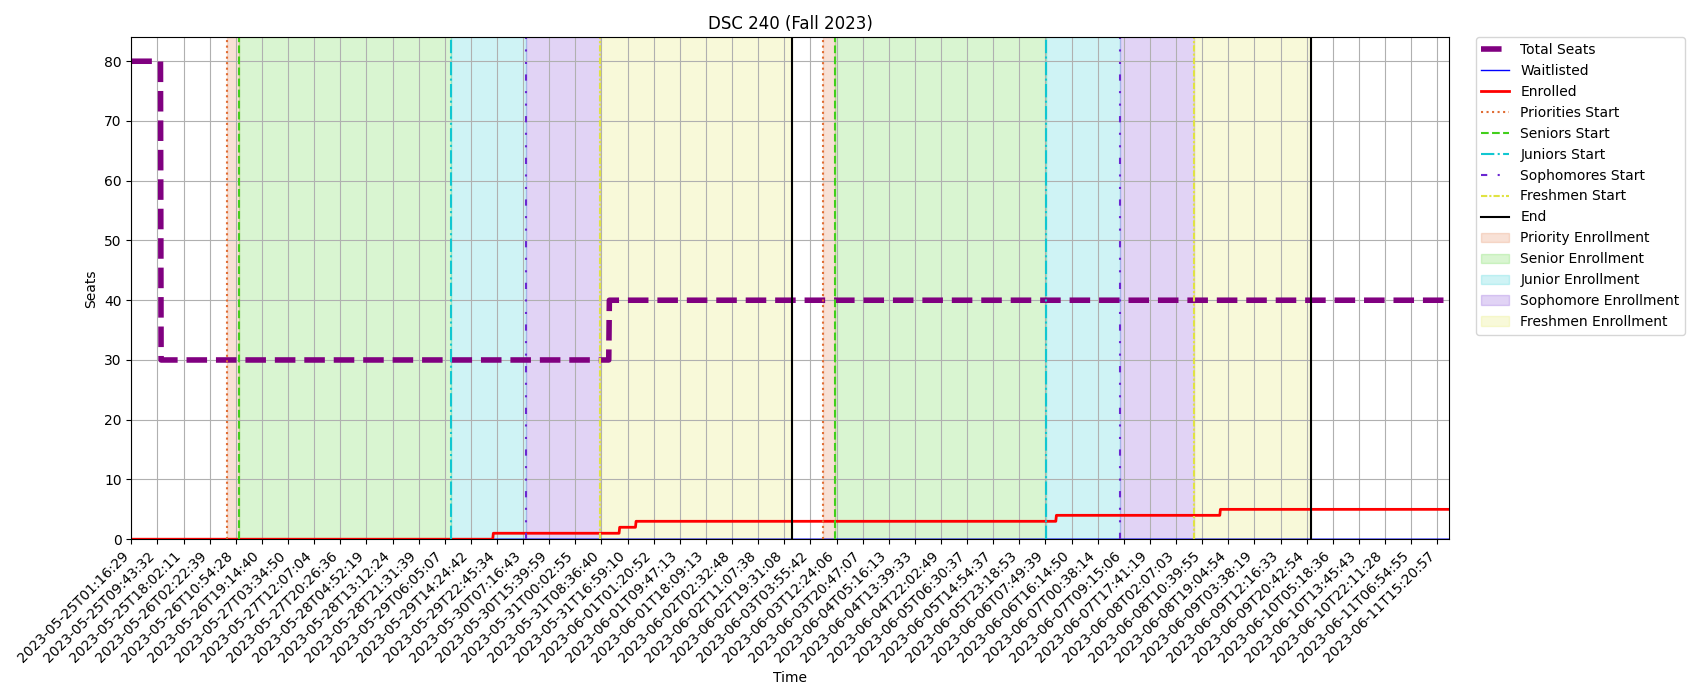 DSC 240 (Fall 2023)
80
70
60
50
40
30
20
10
0
Seats
2023-05-25T01:16:29
2023-05-25T09:43:32
2023-05-25T18:02:11
2023-05-26T02:22:39
2023-05-26T10:54:28
2023-05-26T19:14:40
2023-05-27T03:34:50
2023-05-27T12:07:04
2023-05-27T20:26:36
2023-05-28T04:52:19
2023-05-28T13:12:24
2023-05-28T21:31:39
2023-05-29T06:05:07
2023-05-29T14:24:42
2023-05-29T22:45:34
2023-05-30T07:16:43
2023-05-30T15:39:59
2023-05-31T00:02:55
2023-05-31T08:36:40
2023-05-31T16:59:10
2023-06-01T01:20:52
2023-06-01T09:47:13
2023-06-01T18:09:13
2023-06-02T02:32:48
2023-06-02T11:07:38
2023-06-02T19:31:08
2023-06-03T03:55:42
2023-06-03T12:24:06
2023-06-03T20:47:07
2023-06-04T05:16:13
2023-06-04T13:39:33
2023-06-04T22:02:49
2023-06-05T06:30:37
2023-06-05T14:54:37
2023-06-05T23:18:53
2023-06-06T07:49:39
2023-06-06T16:14:50
2023-06-07T00:38:14
2023-06-07T09:15:06
2023-06-07T17:41:19
2023-06-08T02:07:03
2023-06-08T10:39:55
2023-06-08T19:04:54
2023-06-09T03:38:19
2023-06-09T12:16:33
2023-06-09T20:42:54
2023-06-10T05:18:36
2023-06-10T13:45:43
2023-06-10T22:11:28
2023-06-11T06:54:55
2023-06-11T15:20:57
Time
Total Seats
Waitlisted
Enrolled
Priorities Start
Seniors Start
Juniors Start
Sophomores Start
Freshmen Start
End
Priority Enrollment
Senior Enrollment
Junior Enrollment
Sophomore Enrollment
Freshmen Enrollment